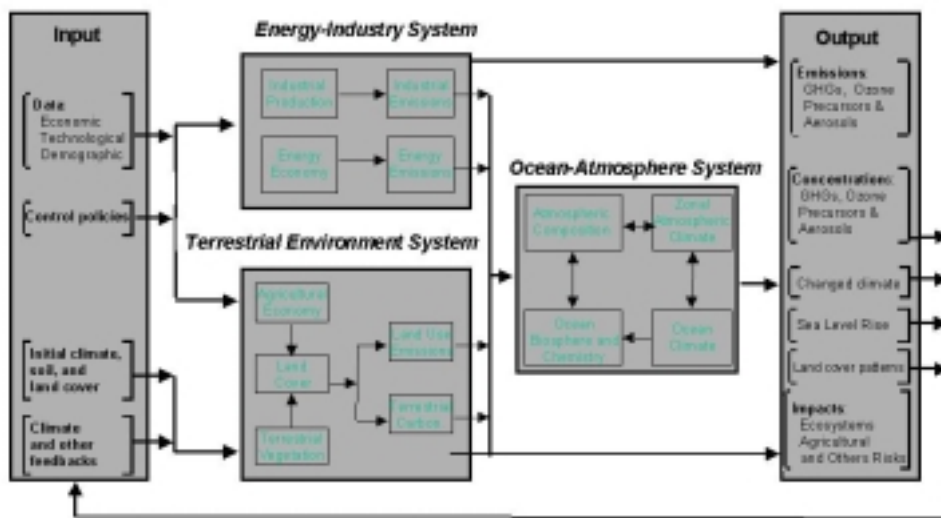 Input
Data:
Economic
Technological
Demographic
Control policies
Initial climate,
soil, and
land cover
Climate
and other
feedbacks
Energy-Industry System
Industrial
Production
Industrial
Emissions
Energy
Economy
Energy
Emissions
Terrestrial Environment System
Agricultural
Economy
Land
Cover
Terrestrial
Vegetation
Land Use
Emissions
Terrestrial
Carbon
Ocean-Atmosphere System
Atmospheric
Composition
Zonal
Atmospheric
Climate
Ocean
Biosphere and
Chemistry
Ocean
Climate
Output
Emissions:
GHGs, Ozone
Precursors &
Aerosols
Concentrations:
GHGs, Ozone
Precursors &
Aerosols
Changed climate
Sea Level Rise
Land cover patterns
Impacts:
Ecosystems
Agricultural
and Others Risks